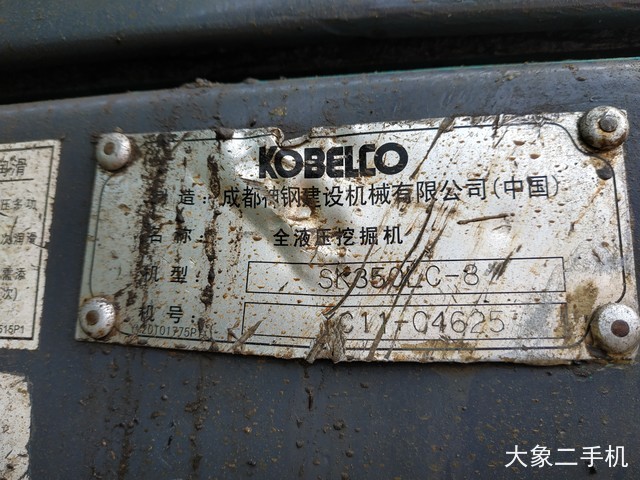 KOBELCO
制造：成都神钢建设机械有限公司(中国)
名称：全液压挖掘机
机型：SK350LC-8
机号：C11-04625
大象二手机